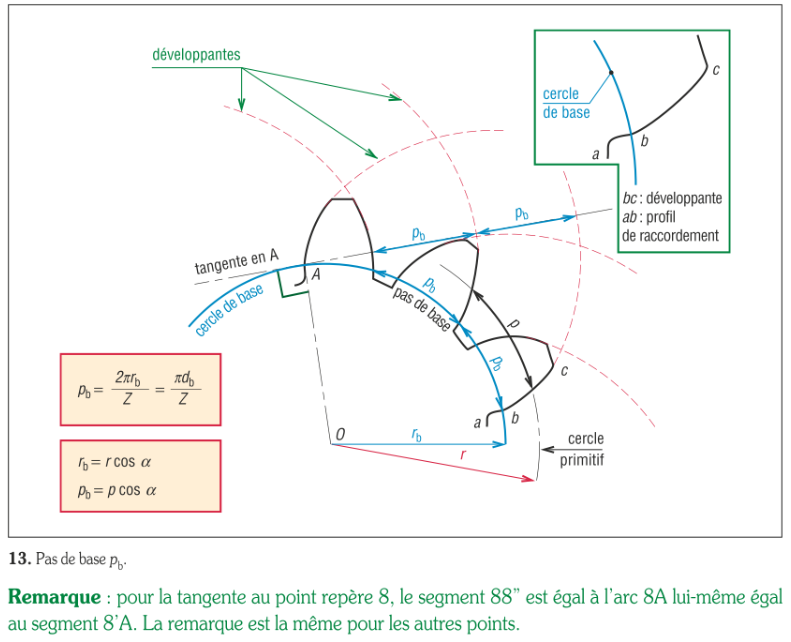 développantes
cercle
de base
a
b
c
bc : développante
ab : profil
de raccordement
p_b
p_b
tangente en A
A
cercle de base
p_b
pas de base
p
p_b
c
a
b
p_b = 2πr_b / Z = πd_b / Z
O
r_b
r
cercle
primitif
r_b = r cos α
p_b = p cos α
13. Pas de base p_b.
Remarque : pour la tangente au point repère 8, le segment 88” est égal à l’arc 8A lui-même égal
au segment 8’A. La remarque est la même pour les autres points.